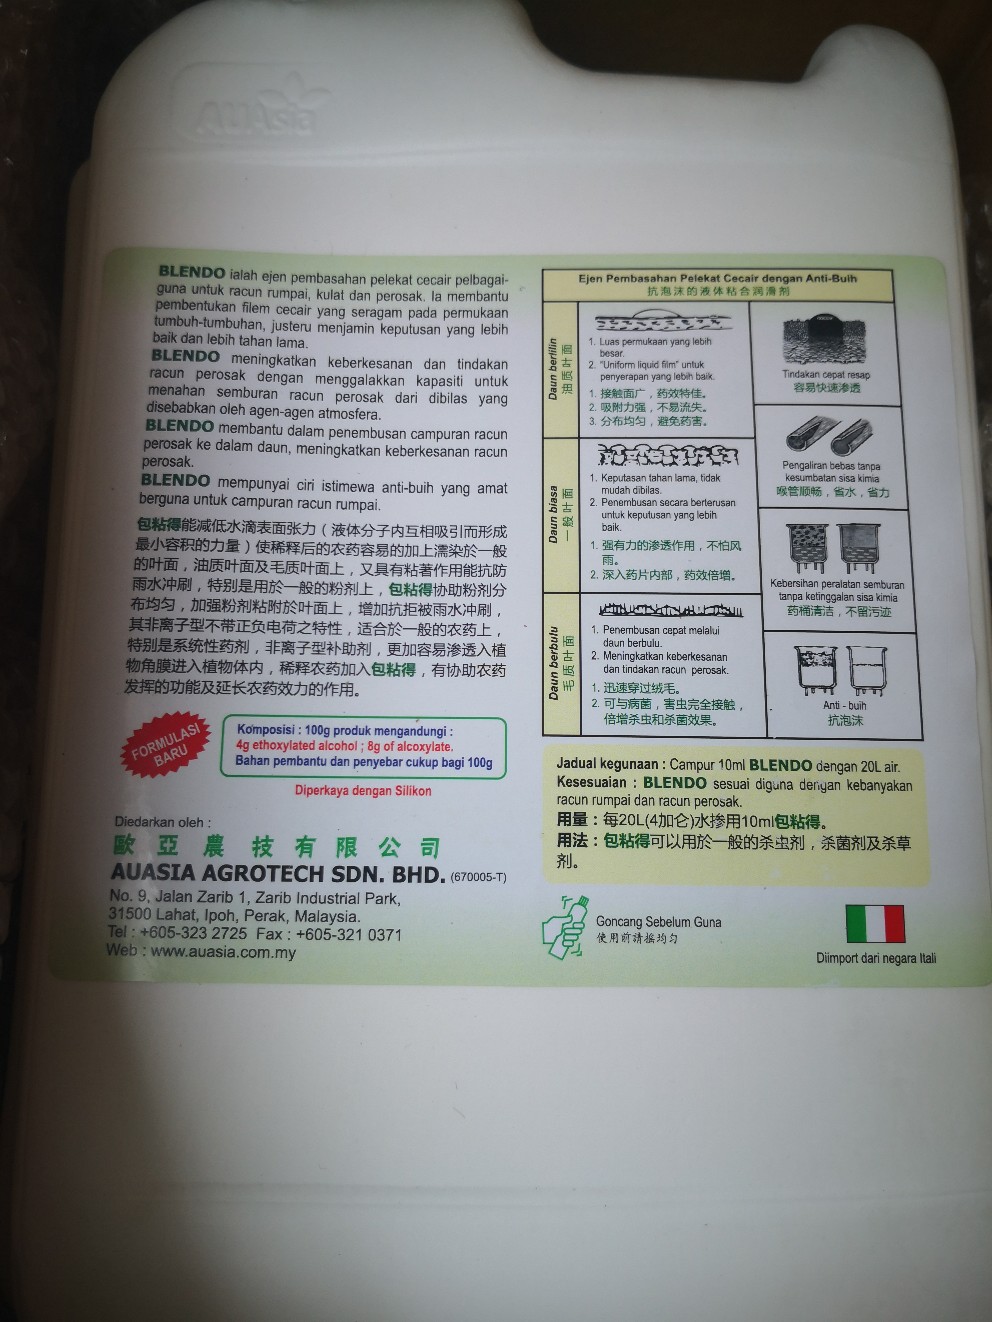 AUAsia
BLENDO ialah ejen pembasahan pelekat cecair pelbagai-
guna untuk racun rumpai, kulat dan perosak. Ia membantu
pembentukan filem cecair yang seragam pada permukaan
tumbuh-tumbuhan, justeru menjamin keputusan yang lebih
baik dan lebih tahan lama.
BLENDO meningkatkan keberkesanan dan tindakan
racun perosak dengan menggalakkan kapasiti untuk
menahan semburan racun perosak dari dibilas yang
disebabkan oleh agen-agen atmosfera.
BLENDO membantu dalam penembusan campuran racun
perosak ke dalam daun, meningkatkan keberkesanan racun
perosak.
BLENDO mempunyai ciri istimewa anti-buih yang amat
berguna untuk campuran racun rumpai.
包粘得能减低水滴表面张力（液体分子内互相吸引而形成
最小容积的力量）使稀释后的农药容易的加上濡染於一般
的叶面，油质叶面及毛质叶面上，又具有粘著作用能抗防
雨水冲刷，特别是用於一般的粉剂上，包粘得协助粉剂分
布均匀，加强粉剂粘附於叶面上，增加抗拒被雨水冲刷，
其非离子型不带正负电荷之特性，适合於一般的农药上，
特别是系统性药剂，非离子型补助剂，更加容易渗透入植
物角膜进入植物体内，稀释农药加入包粘得，有协助农药
发挥的功能及延长农药效力的作用。
FORMULASI
BARU
Komposisi : 100g produk mengandungi :
4g ethoxylated alcohol ; 8g of alcoxylate.
Bahan pembantu dan penyebar cukup bagi 100g
Diperkaya dengan Silikon
Diedarkan oleh :
歐亞農技有限公司
AUASIA AGROTECH SDN. BHD. (670005-T)
No. 9, Jalan Zarib 1, Zarib Industrial Park,
31500 Lahat, Ipoh, Perak, Malaysia.
Tel : +605-323 2725 Fax : +605-321 0371
Web : www.auasia.com.my
Ejen Pembasahan Pelekat Cecair dengan Anti-Buih
抗泡沫的液体粘合润滑剂
Daun berlilin
油质叶面
1. Luas permukaan yang lebih
besar.
2. "Uniform liquid film" untuk
penyerapan yang lebih baik.
1. 接触面广，药效特佳。
2. 吸附力强，不易流失。
3. 分布均匀，避免药害。
Daun biasa
一般叶面
1. Keputusan tahan lama, tidak
mudah dibilas.
2. Penembusan secara berterusan
untuk keputusan yang lebih
baik.
1. 强有力的渗透作用，不怕风
雨。
2. 深入药片内部，药效倍增。
Daun berbulu
毛质叶面
1. Penembusan cepat melalui
daun berbulu.
2. Meningkatkan keberkesanan
dan tindakan racun perosak.
1. 迅速穿过绒毛。
2. 可与病菌，害虫完全接触，
倍增杀虫和杀菌效果。
Tindakan cepat resap
容易快速渗透
Pengaliran bebas tanpa
kesumbatan sisa kimia
喉管顺畅，省水，省力
Kebersihan peralatan semburan
tanpa ketinggalan sisa kimia
药桶清洁，不留污迹
Anti - buih
抗泡沫
Jadual kegunaan : Campur 10ml BLENDO dengan 20L air.
Kesesuaian : BLENDO sesuai diguna dengan kebanyakan
racun rumpai dan racun perosak.
用量：每20L(4加仑)水掺用10ml包粘得。
用法：包粘得可以用於一般的杀虫剂，杀菌剂及杀草
剂。
Goncang Sebelum Guna
使用前請搖均勻
Diimport dari negara Itali